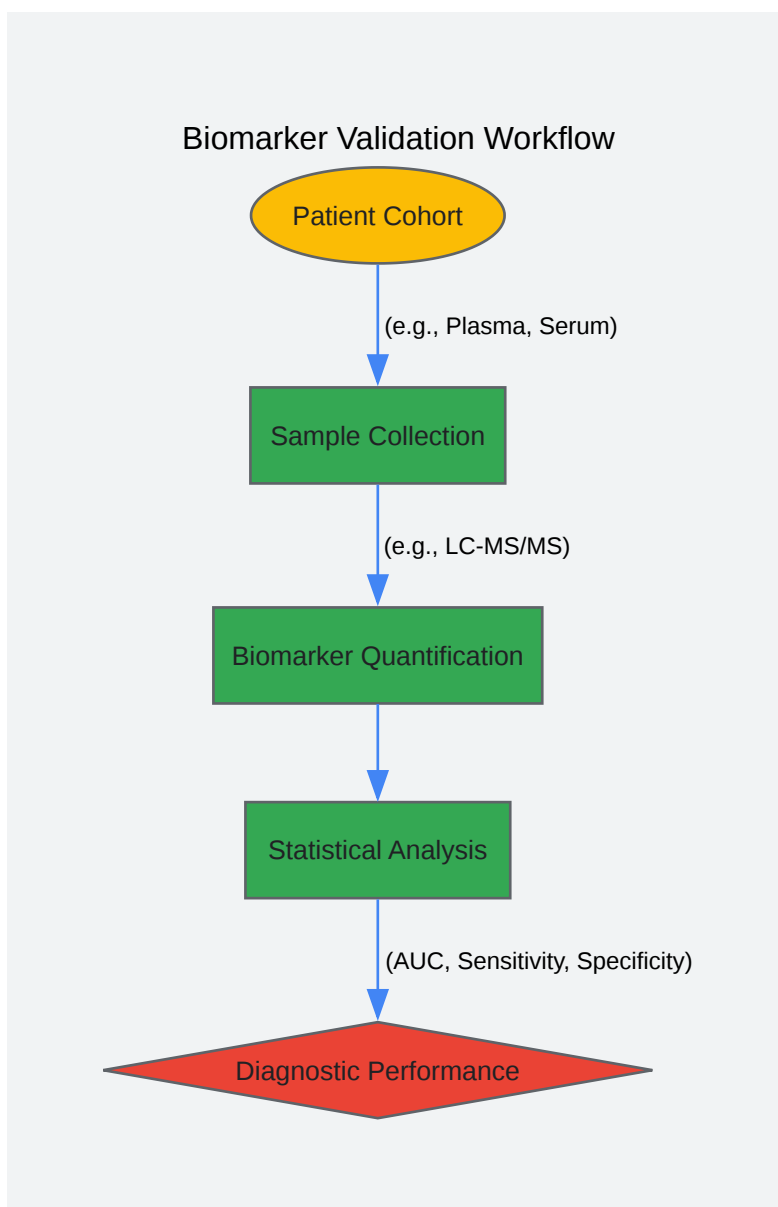 Biomarker Validation Workflow
Patient Cohort
(e.g., Plasma, Serum)
Sample Collection
(e.g., LC-MS/MS)
Biomarker Quantification
Statistical Analysis
(AUC, Sensitivity, Specificity)
Diagnostic Performance